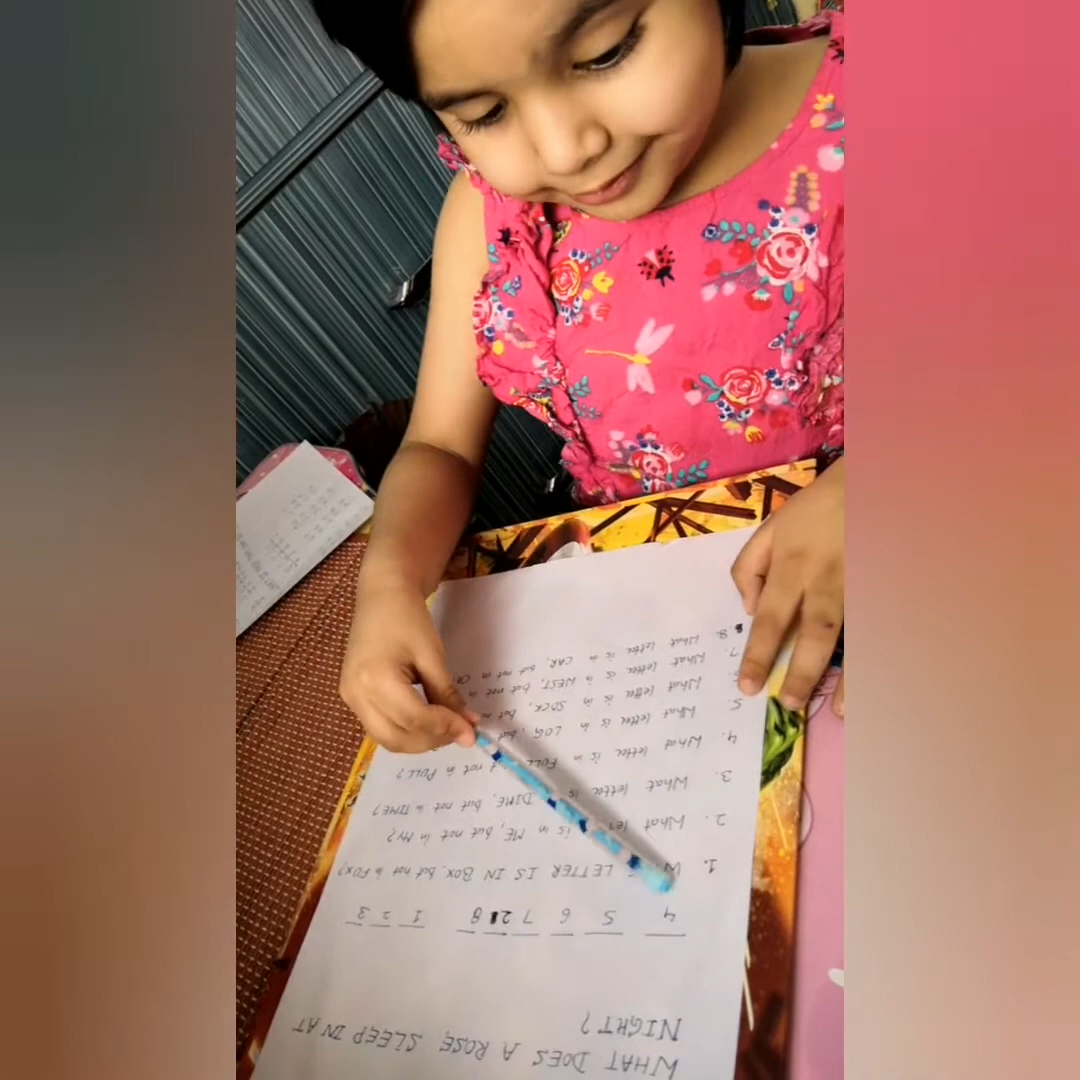 WHAT DOES A ROSE SLEEP IN AT
NIGHT?
4 5 6 7 2 8 1 2 3
1. LETTER IS IN BOX, but not in FOX?
2. What is in ME, but not in MY?
3. What letter is DIME, but not in TIME?
4. What letter is in FULL not in PULL?
5. What letter is in LOG, but
What letter is in SOCK, but
7. What letter is in WEST, but not in
8. What letter is in CAR, but not in